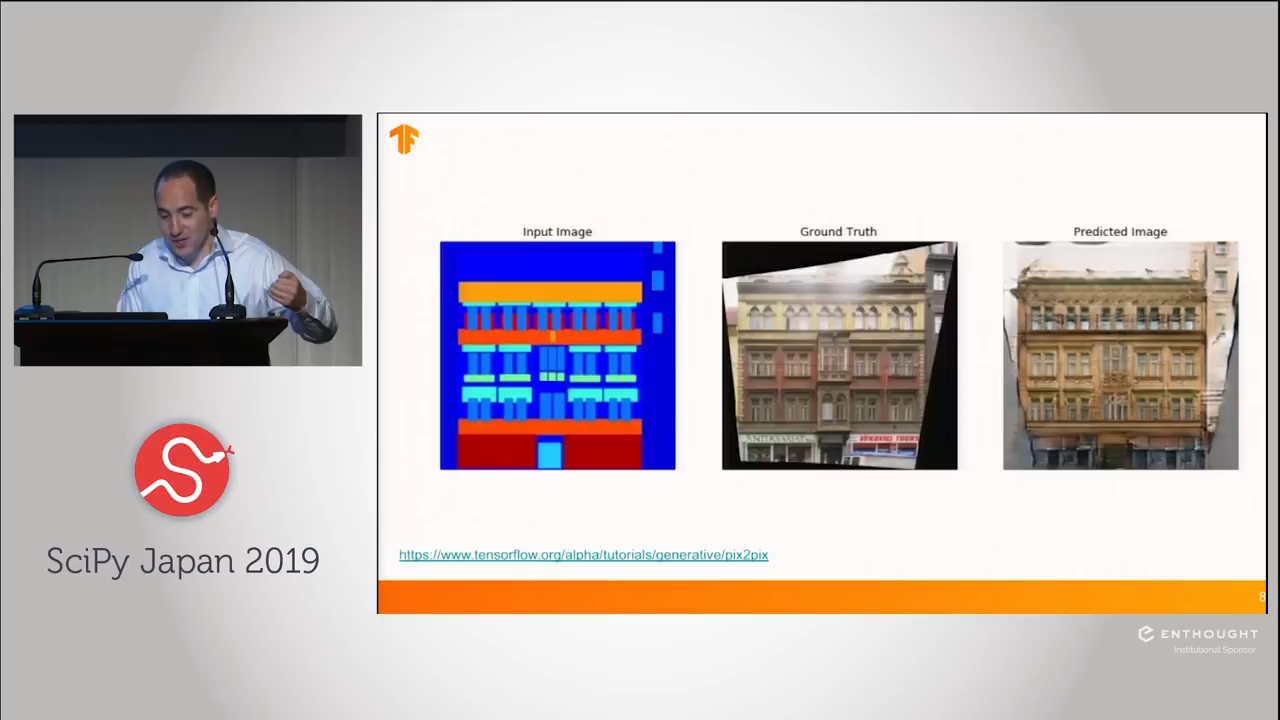 Input Image
Ground Truth
Predicted Image
https://www.tensorflow.org/alpha/tutorials/generative/pix2pix
8
SciPy Japan 2019
ENTHOUGHT
Institutional Sponsor